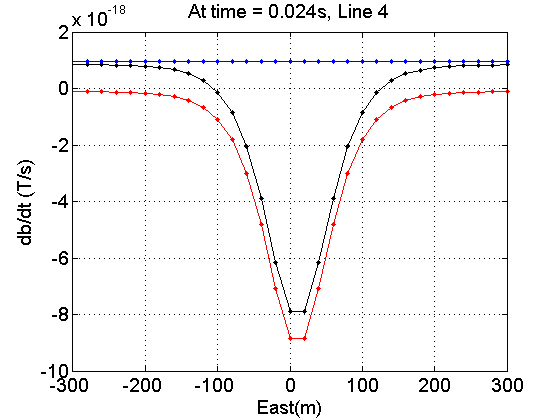 At time = 0.024s, Line 4
x 10^-18
2
0
-2
-4
-6
-8
-10
-300 -200 -100 0 100 200 300
db/dt (T/s)
East(m)